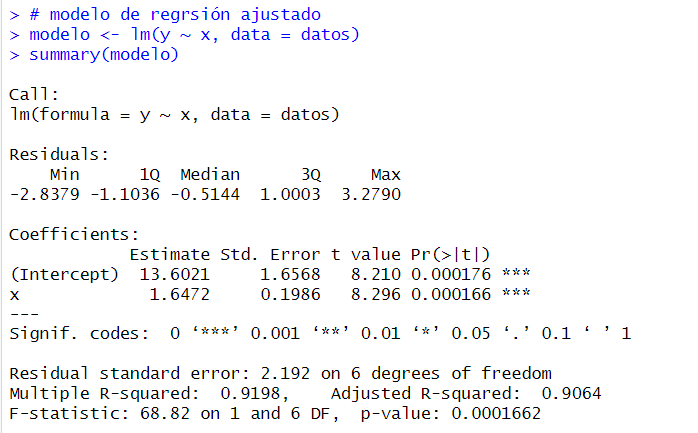 > # modelo de regrsión ajustado
> modelo <- lm(y ~ x, data = datos)
> summary(modelo)

Call:
lm(formula = y ~ x, data = datos)

Residuals:
    Min      1Q  Median      3Q     Max
-2.8379 -1.1036 -0.5144  1.0003  3.2790

Coefficients:
            Estimate Std. Error t value Pr(>|t|)
(Intercept)  13.6021     1.6568   8.210 0.000176 ***
x             1.6472     0.1986   8.296 0.000166 ***
---
Signif. codes:  0 ‘***’ 0.001 ‘**’ 0.01 ‘*’ 0.05 ‘.’ 0.1 ‘ ’ 1

Residual standard error: 2.192 on 6 degrees of freedom
Multiple R-squared:  0.9198,    Adjusted R-squared:  0.9064
F-statistic: 68.82 on 1 and 6 DF,  p-value: 0.0001662